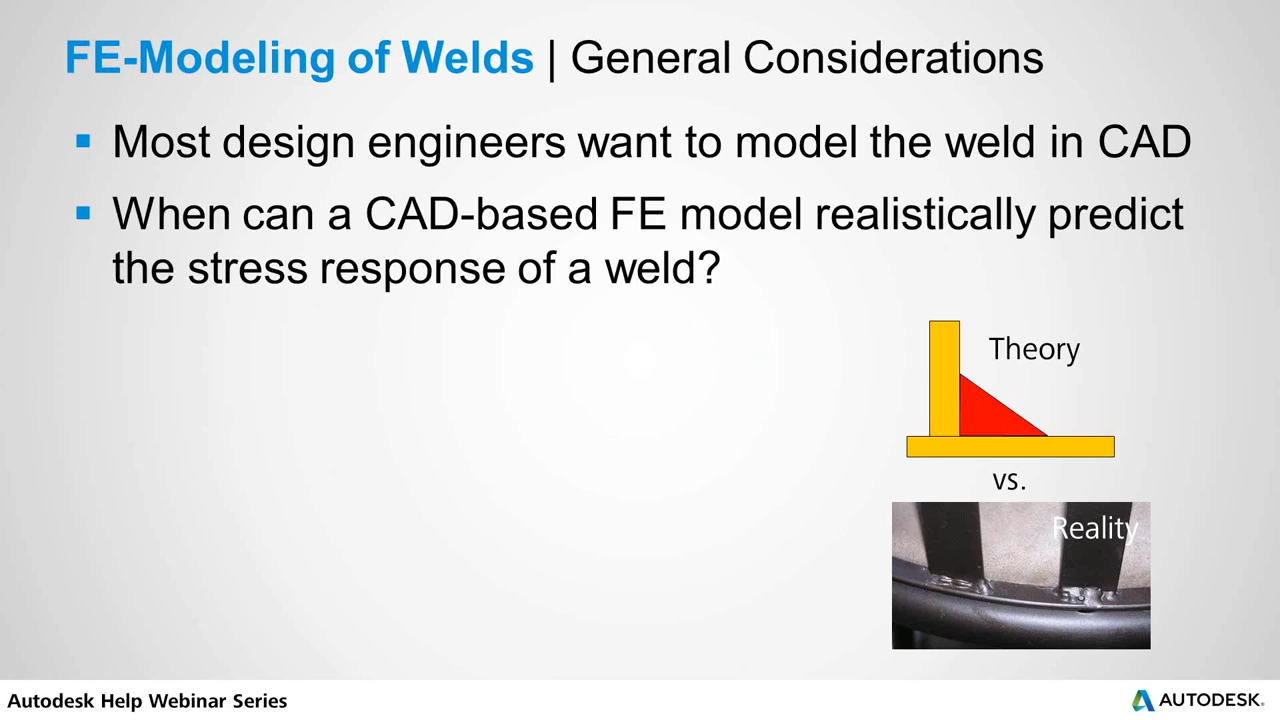 FE-Modeling of Welds | General Considerations
Most design engineers want to model the weld in CAD
When can a CAD-based FE model realistically predict
the stress response of a weld?
Theory
vs.
Reality
Autodesk Help Webinar Series
AUTODESK.